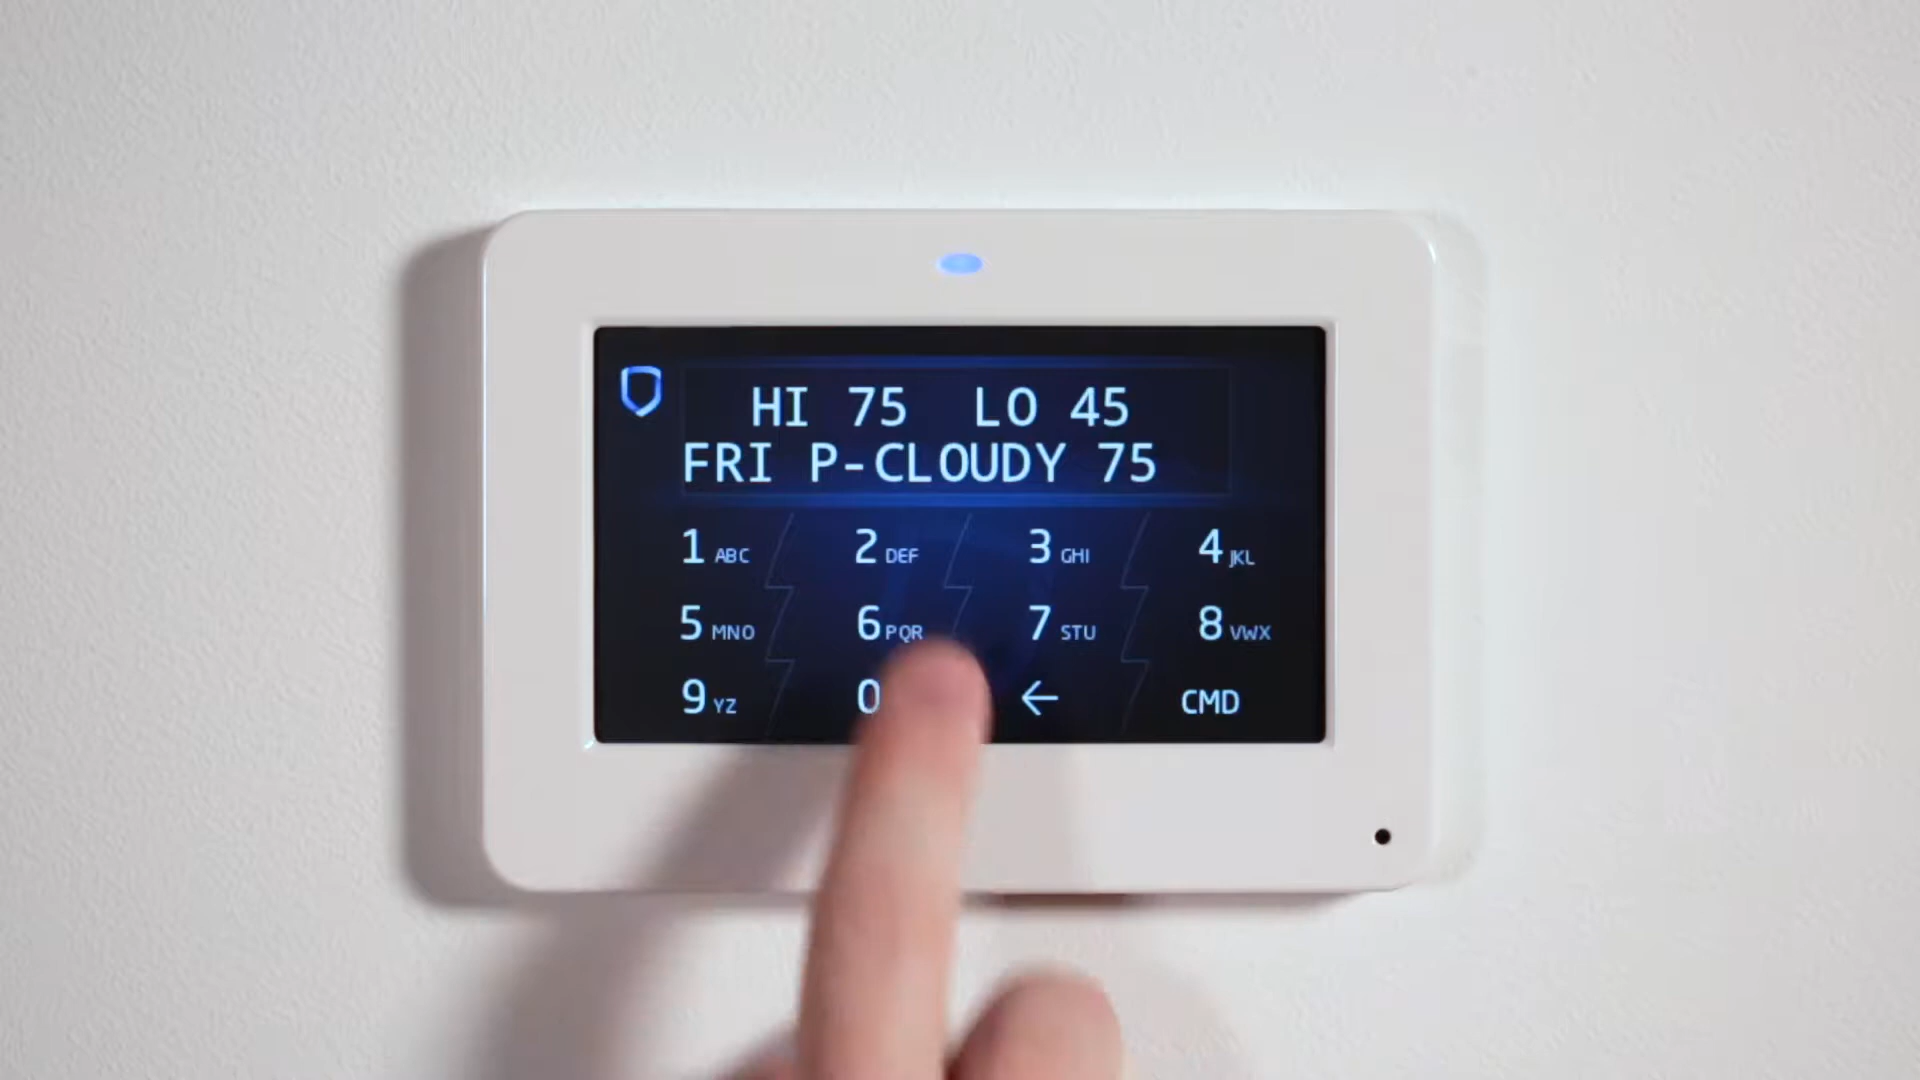 HI 75 LO 45
FRI P-CLOUDY 75
1 ABC 2 DEF 3 GHI 4 JKL
5 MNO 6 PQR 7 STU 8 VWX
9 YZ 0 ← CMD